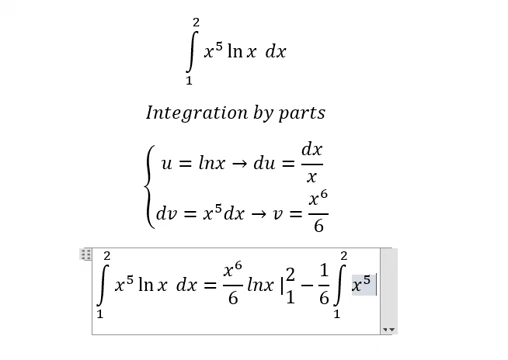 ∫₁² x⁵ ln x dx
Integration by parts
{ u = lnx → du = dx/x
dv = x⁵dx → v = x⁶/6
∫₁² x⁵ ln x dx = x⁶/6 lnx |₁² − 1/6 ∫₁² x⁵